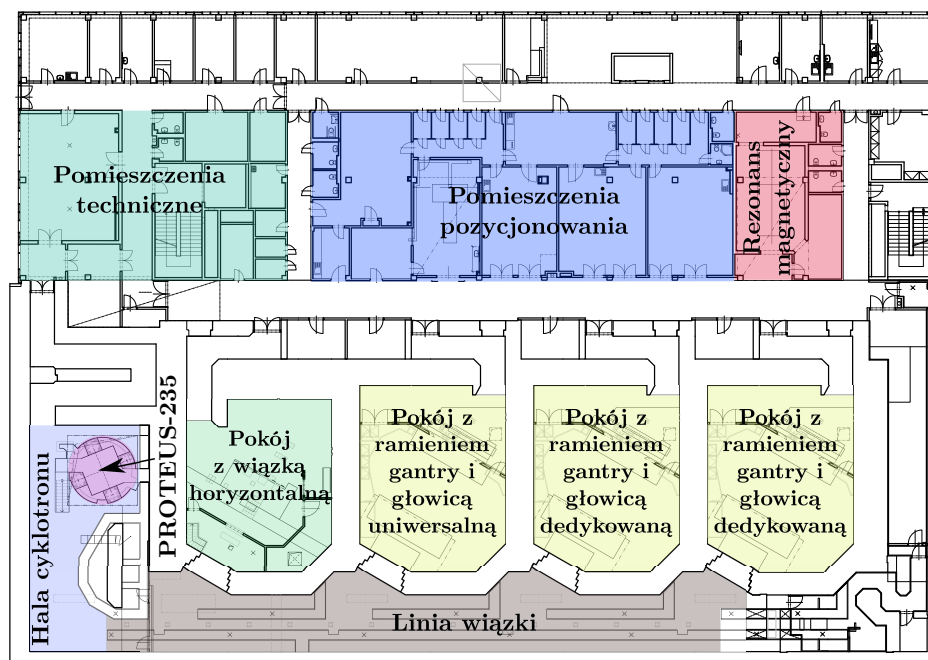 Pomieszczenia
techniczne
Pomieszczenia
pozycjonowania
Rezonans
magnetyczny
Hala cyklotronu
PROTEUS-235
Pokój
z wiązką
horyzontalną
Pokój z
ramieniem
gantry i
głowicą
uniwersalną
Pokój z
ramieniem
gantry i
głowicą
dedykowaną
Pokój z
ramieniem
gantry i
głowicą
dedykowaną
Linia wiązki